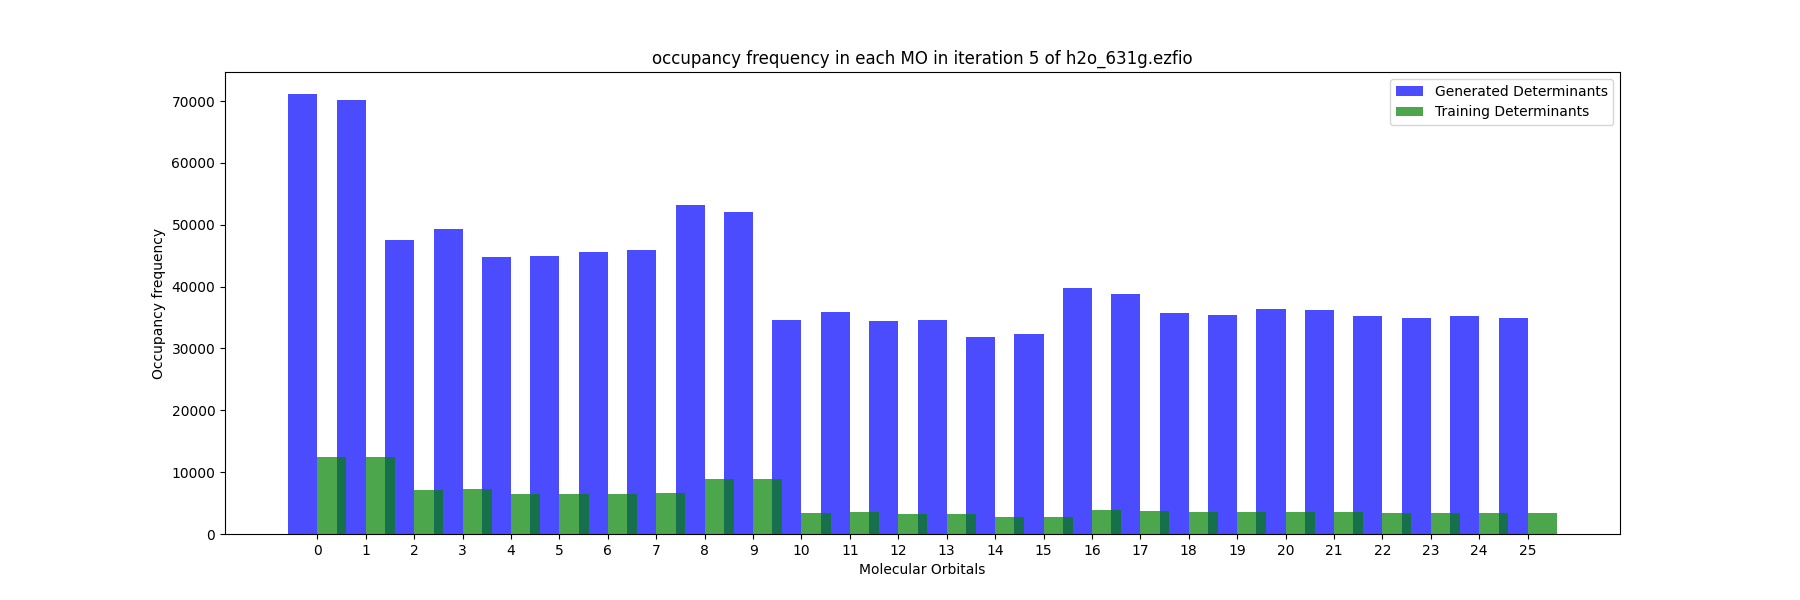 occupancy frequency in each MO in iteration 5 of h2o_631g.ezfio
Generated Determinants
Training Determinants
70000
60000
50000
40000
30000
20000
10000
0
Occupancy frequency
0 1 2 3 4 5 6 7 8 9 10 11 12 13 14 15 16 17 18 19 20 21 22 23 24 25
Molecular Orbitals